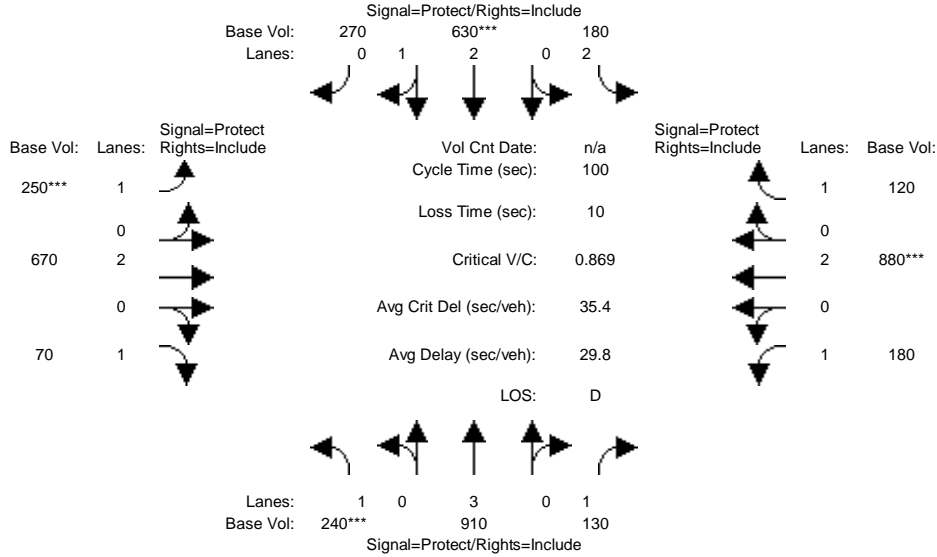 Signal=Protect/Rights=Include
Base Vol: 270 630*** 180
Lanes: 0 1 2 0 2
Signal=Protect
Base Vol: Lanes: Rights=Include
Vol Cnt Date: n/a
Signal=Protect
Rights=Include Lanes: Base Vol:
Cycle Time (sec): 100
250*** 1
1 120
Loss Time (sec): 10
0
0
670 2
Critical V/C: 0.869
2 880***
0
Avg Crit Del (sec/veh): 35.4
0
70 1
Avg Delay (sec/veh): 29.8
1 180
LOS: D
Lanes: 1 0 3 0 1
Base Vol: 240*** 910 130
Signal=Protect/Rights=Include